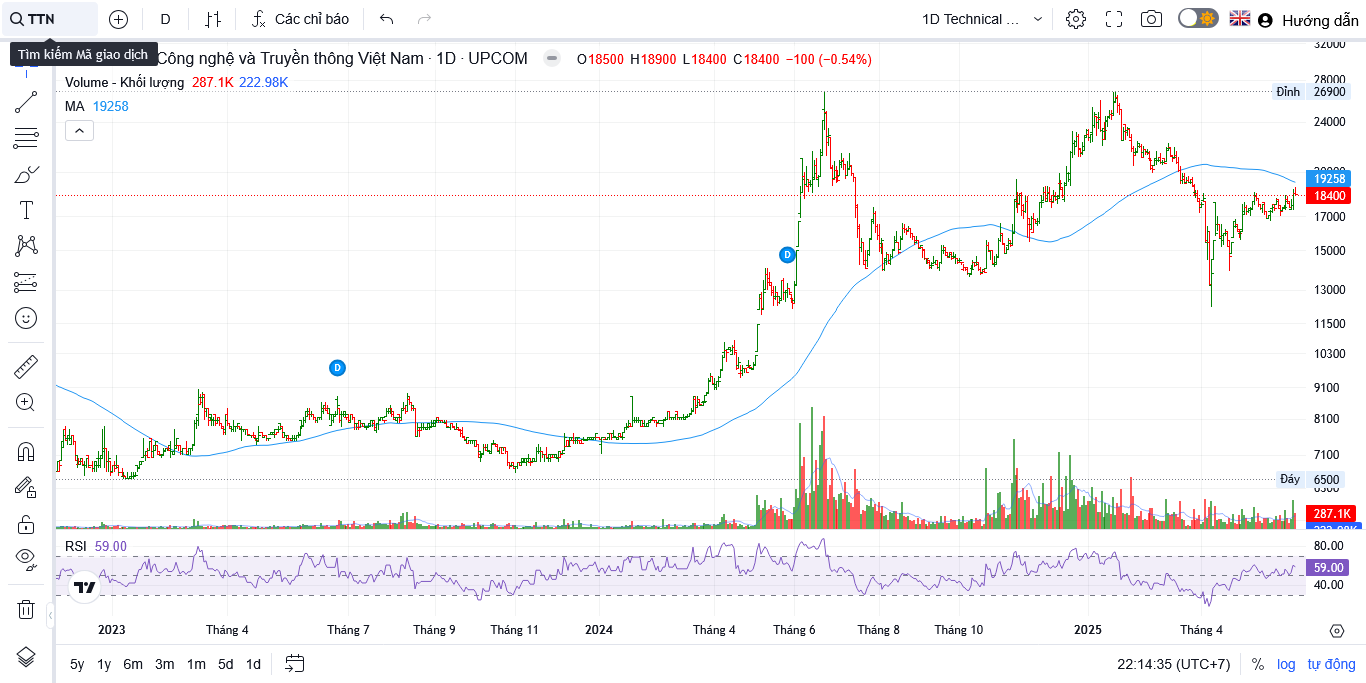 TTN D Các chỉ báo 1D Technical ... Hướng dẫn
Tìm kiếm Mã giao dịch
Công nghệ và Truyền thông Việt Nam · 1D · UPCOM O18500 H18900 L18400 C18400 −100 (−0.54%)
Volume - Khối lượng 287.1K 222.98K
MA 19258
32000
28000
Đỉnh 26900
24000
19258
18400
17000
15000
D
13000
11500
10300
D
9100
8100
7100
Đáy 6500
287.1K
RSI 59.00
80.00
59.00
40.00
2023 Tháng 4 Tháng 7 Tháng 9 Tháng 11 2024 Tháng 4 Tháng 6 Tháng 8 Tháng 10 2025 Tháng 4
5y 1y 6m 3m 1m 5d 1d 22:14:35 (UTC+7) % log tự động